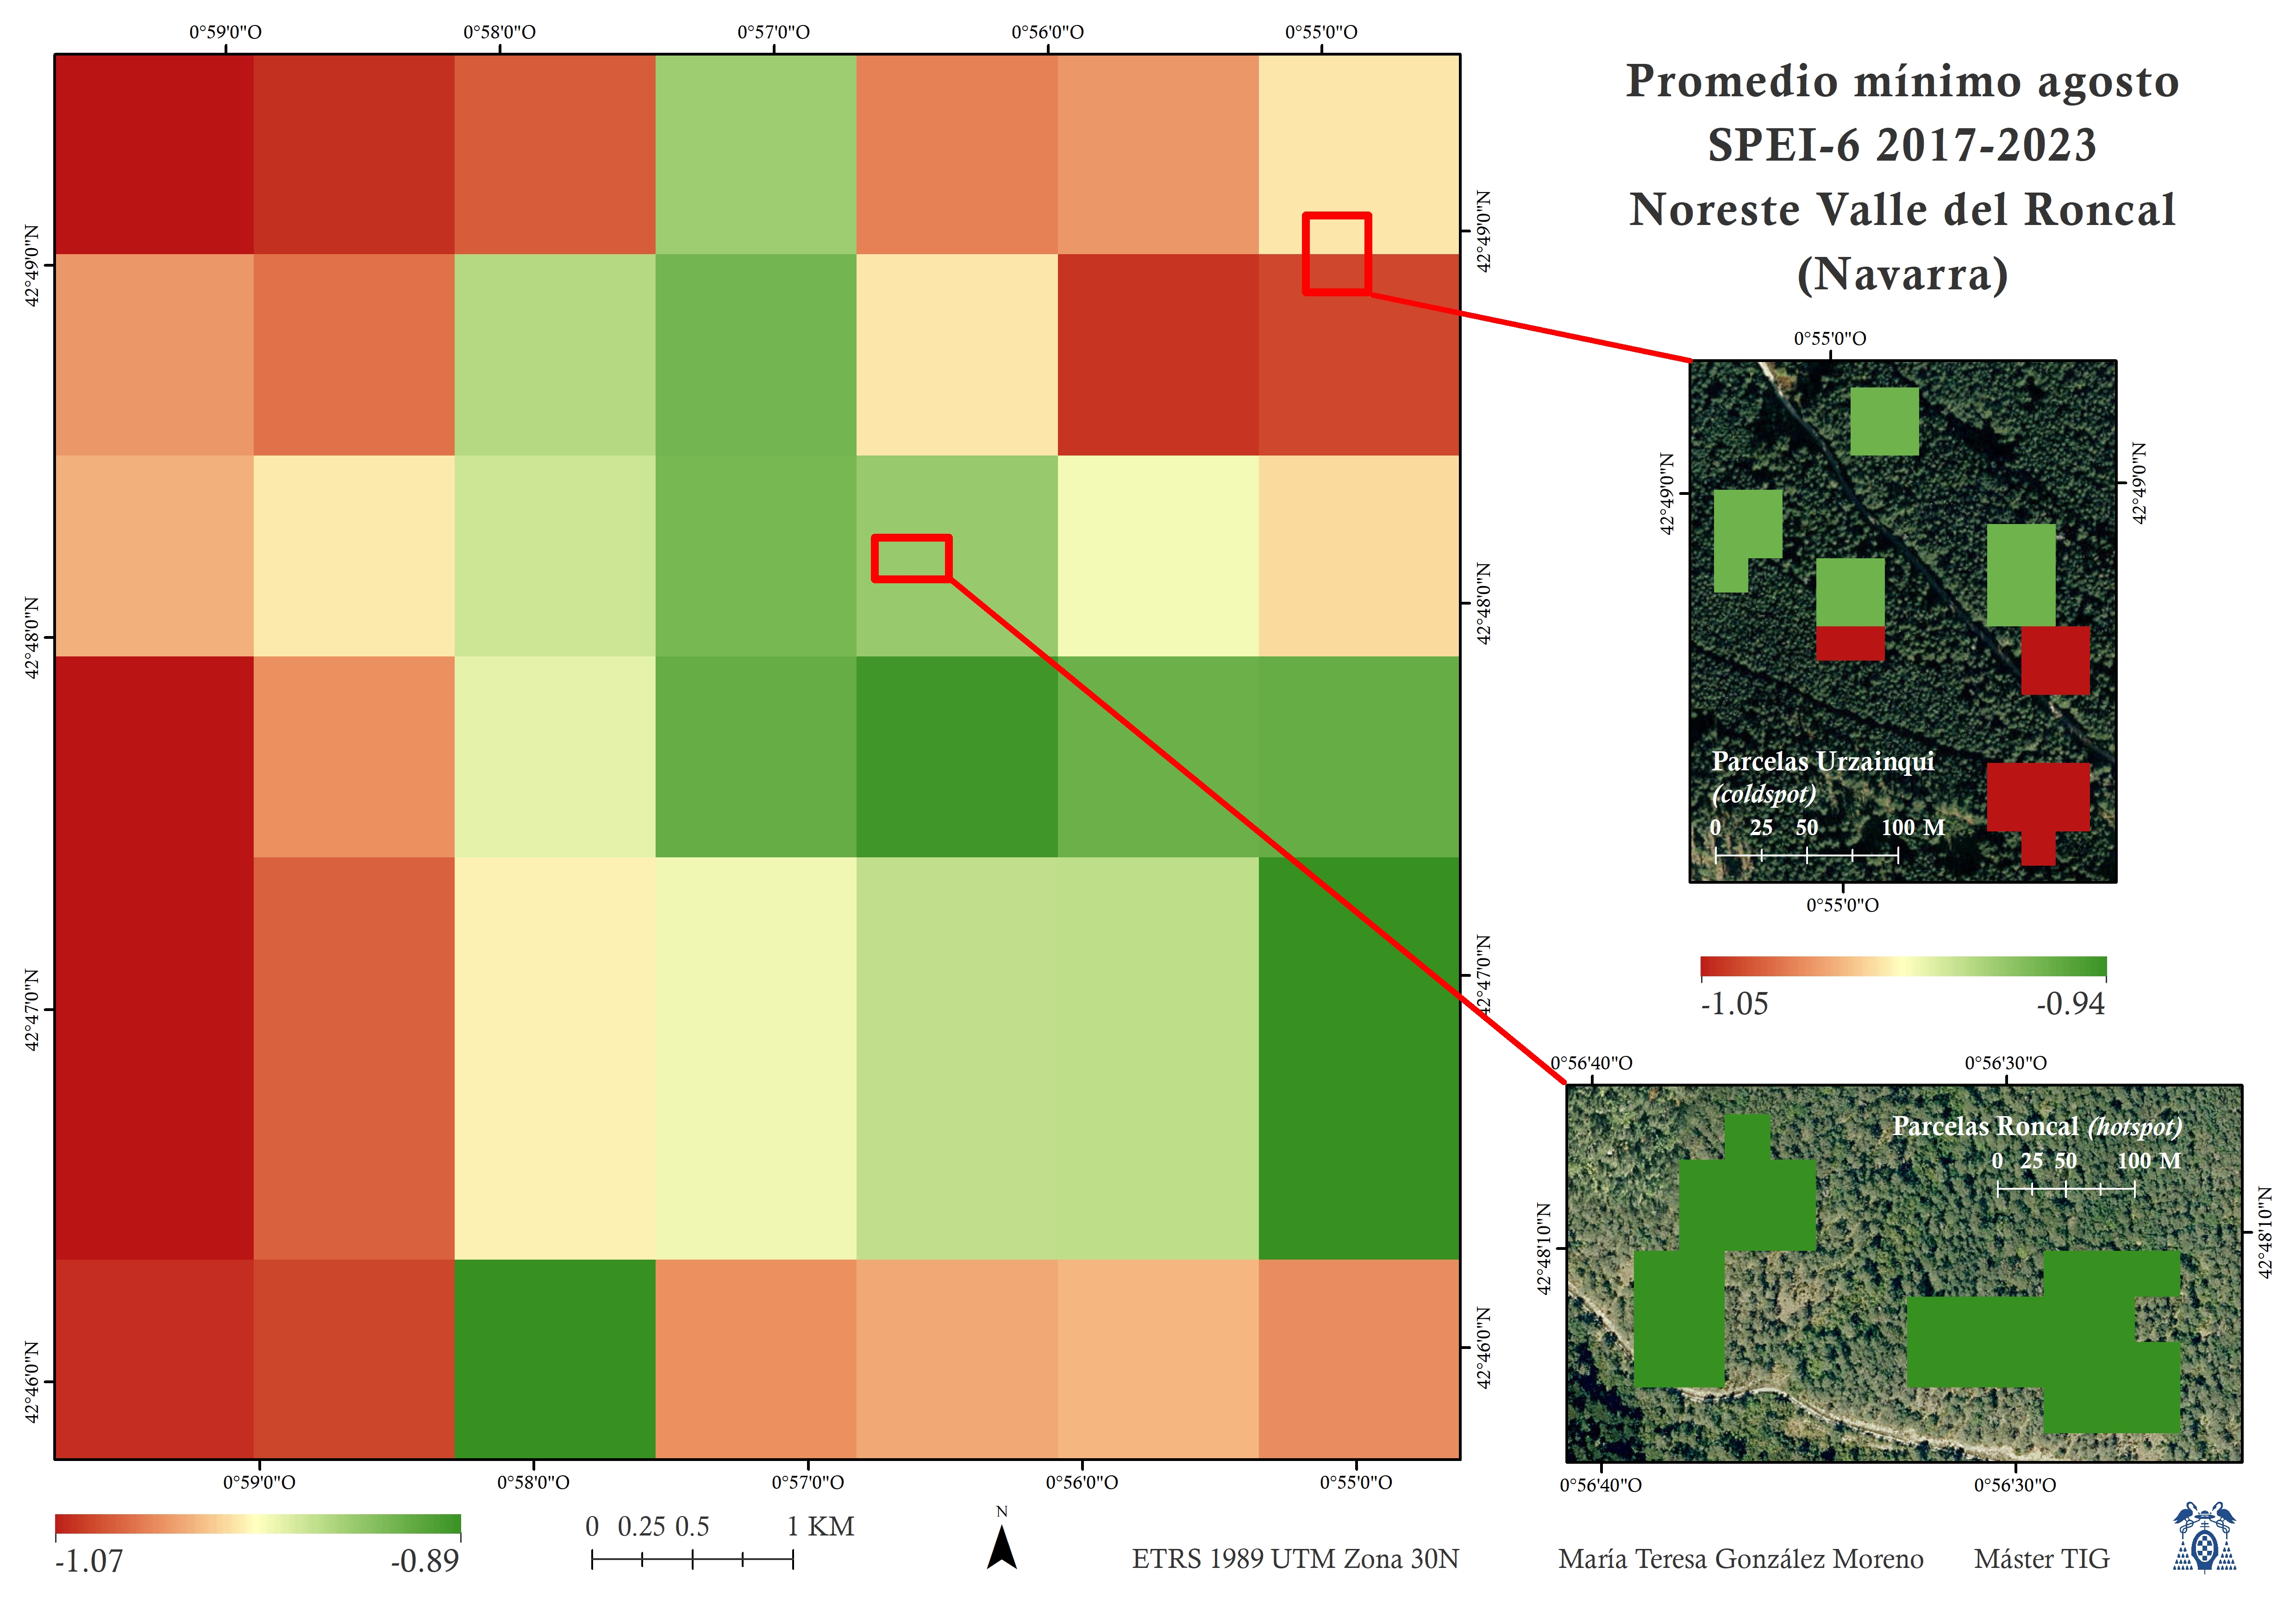 0°59'0"O
0°58'0"O
0°57'0"O
0°56'0"O
0°55'0"O
Promedio mínimo agosto
SPEI-6 2017-2023
Noreste Valle del Roncal
(Navarra)
42°49'0"N
42°48'0"N
42°47'0"N
42°46'0"N
42°49'0"N
42°48'0"N
42°47'0"N
42°46'0"N
0°55'0"O
42°49'0"N
42°49'0"N
Parcelas Urzainqui
(coldspot)
0 25 50 100 M
0°55'0"O
-1.05 -0.94
0°56'40"O 0°56'30"O
Parcelas Roncal (hotspot)
0 25 50 100 M
42°48'10"N
42°48'10"N
0°56'40"O 0°56'30"O
0°59'0"O
0°58'0"O
0°57'0"O
0°56'0"O
0°55'0"O
-1.07 -0.89
0 0.25 0.5 1 KM
N
ETRS 1989 UTM Zona 30N
María Teresa González Moreno
Máster TIG